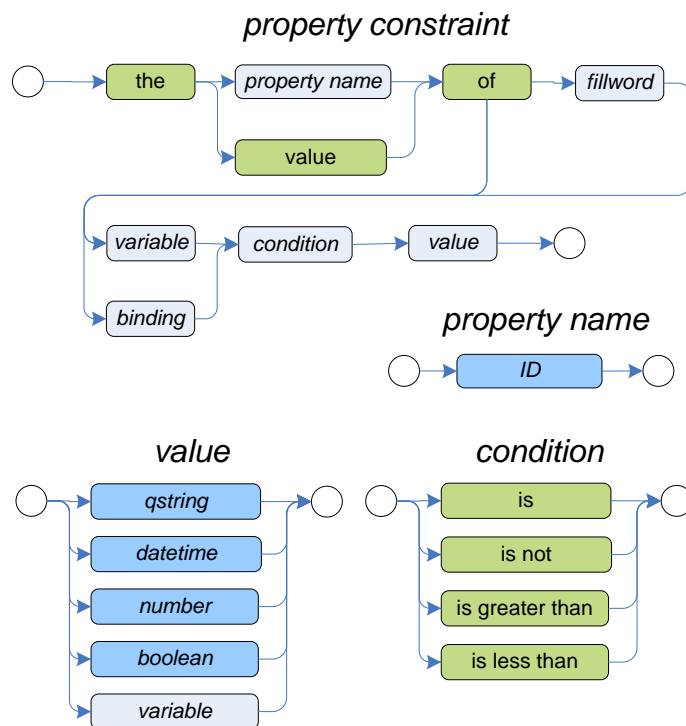 property constraint
the property name of fillword
value
variable condition value
binding
property name
ID
value condition
qstring is
datetime is not
number is greater than
boolean is less than
variable